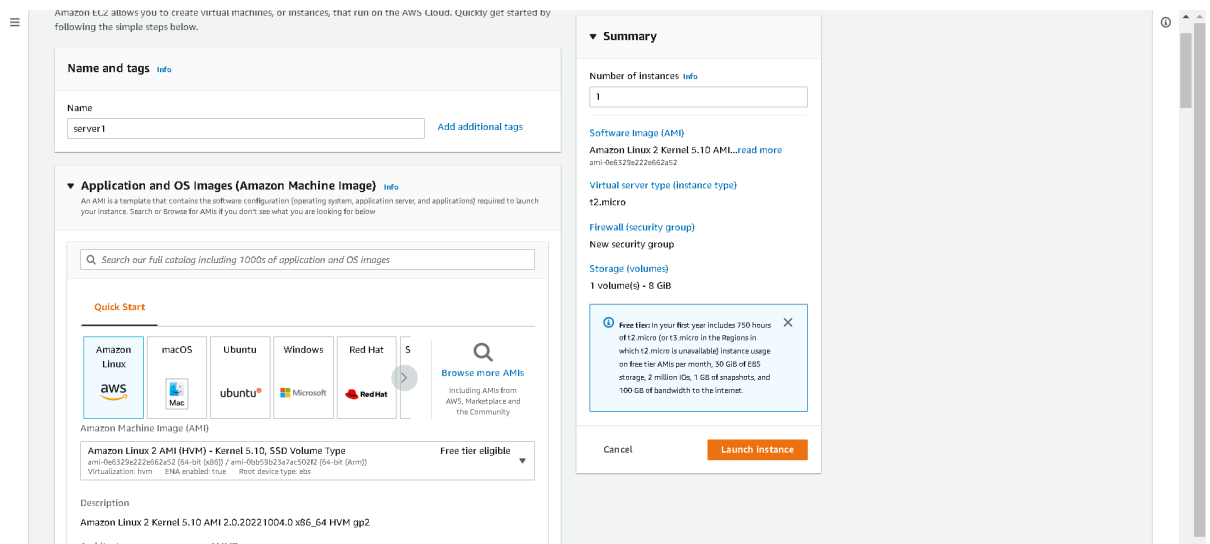 Amazon EC2 allows you to create virtual machines, or instances, that run on the AWS Cloud. Quickly get started by
following the simple steps below.
Name and tags Info
Name
server1
Add additional tags
Application and OS Images (Amazon Machine Image) Info
An AMI is a template that contains the software configuration (operating system, application server, and applications) required to launch
your instance. Search or Browse for AMIs if you don't see what you are looking for below
Search our full catalog including 1000s of application and OS images
Quick Start
Amazon
Linux
aws
macOS
Mac
Ubuntu
ubuntu
Windows
Microsoft
Red Hat
Red Hat
S
Browse more AMIs
Including AMIs from
AWS, Marketplace and
the Community
Amazon Machine Image (AMI)
Amazon Linux 2 AMI (HVM) - Kernel 5.10, SSD Volume Type
Free tier eligible
ami-0e6329e222e662a52 (64-bit (x86)) / ami-0bb59b23a7ac502f2 (64-bit (Arm))
Virtualization: hvm ENA enabled: true Root device type: ebs
Description
Amazon Linux 2 Kernel 5.10 AMI 2.0.20221004.0 x86_64 HVM gp2
Summary
Number of instances Info
1
Software Image (AMI)
Amazon Linux 2 Kernel 5.10 AMI...read more
ami-0e6329e222e662a52
Virtual server type (instance type)
t2.micro
Firewall (security group)
New security group
Storage (volumes)
1 volume(s) - 8 GiB
Free tier: In your first year includes 750 hours
of t2.micro (or t3.micro in the Regions in
which t2.micro is unavailable) instance usage
on free tier AMIs per month, 30 GiB of EBS
storage, 2 million IOs, 1 GB of snapshots, and
100 GB of bandwidth to the internet.
Cancel
Launch instance